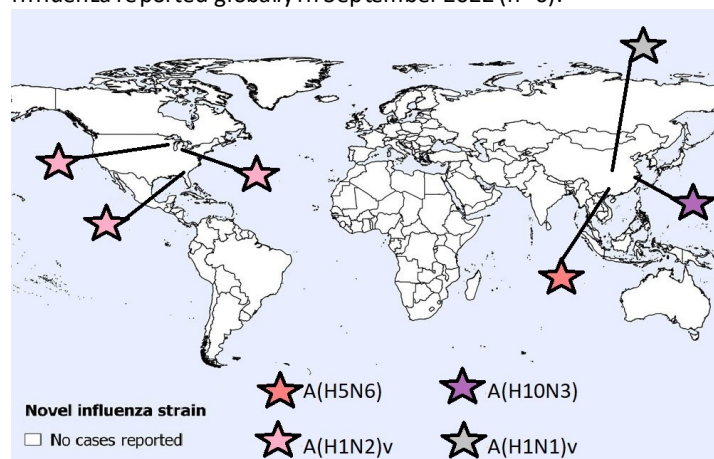 influenza reported globally in September 2022 (n=6).
A(H5N6)
A(H10N3)
Novel influenza strain
No cases reported
A(H1N2)v
A(H1N1)v